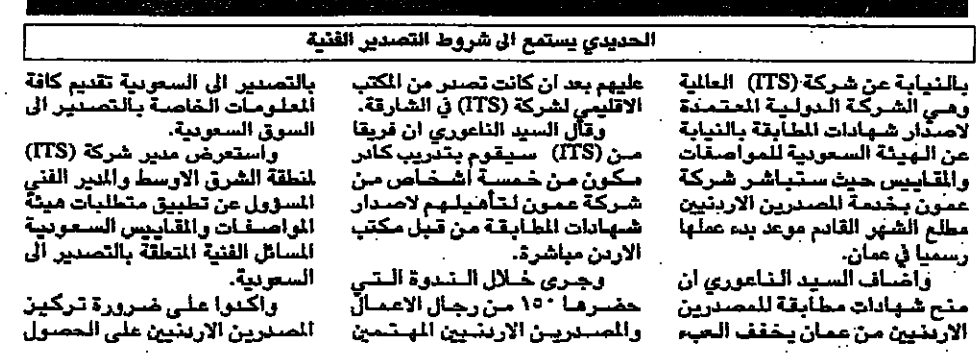 الحديدي يستمع الى شروط التصدير الفنية
بالنيابة عن شركة (ITS) العالمية
وهي الشركة الدولية المعتمدة
لاصدار شهادات المطابقة بالنيابة
عن الهيئة السعودية للمواصفات
والمقاييس حيث ستباشر شركة
عمون بخدمة المصدرين الاردنيين
مطلع الشهر القادم موعد بدء عملها
رسميا في عمان.
واضاف السيد الناعوري ان
منح شهادات مطابقة للمصدرين
الاردنيين من عمان يخفف العبء
عليهم بعد ان كانت تصدر من المكتب
الاقليمي لشركة (ITS) في الشارقة.
وقال السيد الناعوري ان فريقا
من (ITS) سيقوم بتدريب كادر
مكون من خمسة اشخاص من
شركة عمون لتأهيلهم لاصدار
شهادات المطابقة من قبل مكتب
الاردن مباشرة.
وجرى خلال الندوة التي
حضرها ١٥٠ من رجال الاعمال
والمصدرين الاردنيين المهتمين
بالتصدير الى السعودية تقديم كافة
المعلومات الخاصة بالتصدير الى
السوق السعودية.
واستعرض مدير شركة (ITS)
لمنطقة الشرق الاوسط والمدير الفني
المسؤول عن تطبيق متطلبات هيئة
المواصفات والمقاييس السعودية
المسائل الفنية المتعلقة بالتصدير الى
السعودية.
واكدوا على ضرورة تركيز
المصدرين الاردنيين على الحصول